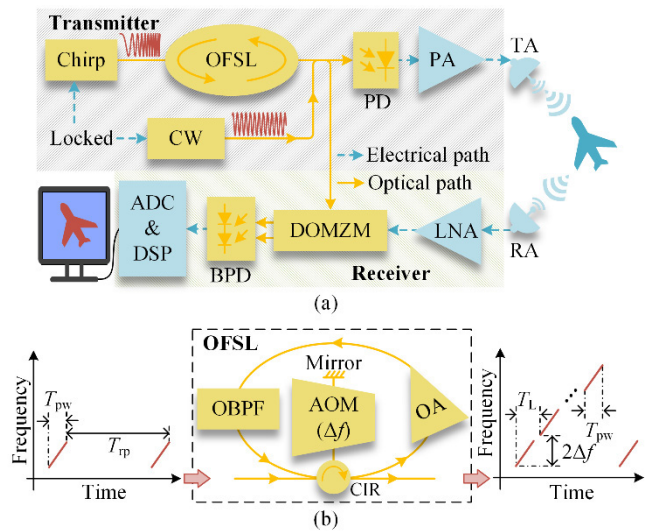 Transmitter
Chirp
OFSL
PD
PA
TA
Locked
CW
Electrical path
Optical path
ADC
&
DSP
BPD
DOMZM
LNA
RA
Receiver
(a)
OFSL
Mirror
OBPF
AOM
(Δf)
OA
CIR
Frequency
Tpw
Trp
Time
Frequency
TL
Tpw
2Δf
Time
(b)